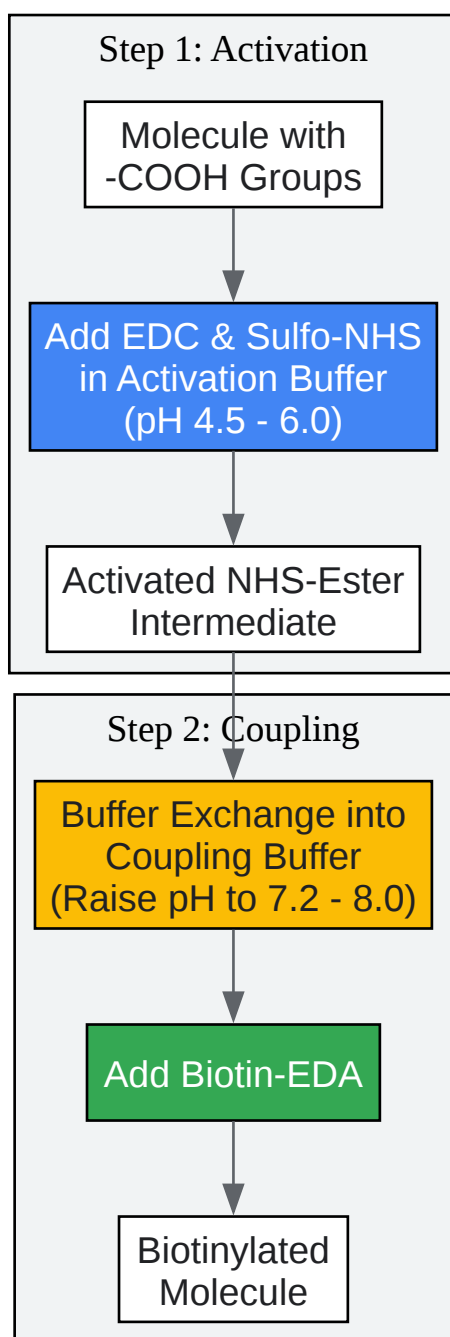 Step 1: Activation
Molecule with
-COOH Groups
Add EDC & Sulfo-NHS
in Activation Buffer
(pH 4.5 - 6.0)
Activated NHS-Ester
Intermediate
Step 2: Coupling
Buffer Exchange into
Coupling Buffer
(Raise pH to 7.2 - 8.0)
Add Biotin-EDA
Biotinylated
Molecule